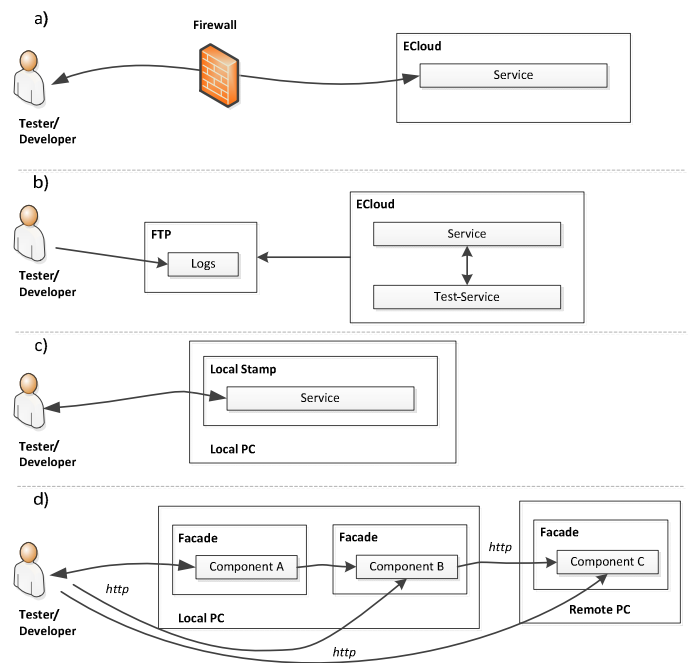 a)
Firewall
ECloud
Service
Tester/
Developer
b)
ECloud
FTP
Service
Logs
Tester/
Developer
Test-Service
c)
Local Stamp
Service
Tester/
Developer
Local PC
d)
Facade
Facade
Facade
http
Component A
Component B
Component C
http
Tester/
Developer
Local PC
Remote PC
http